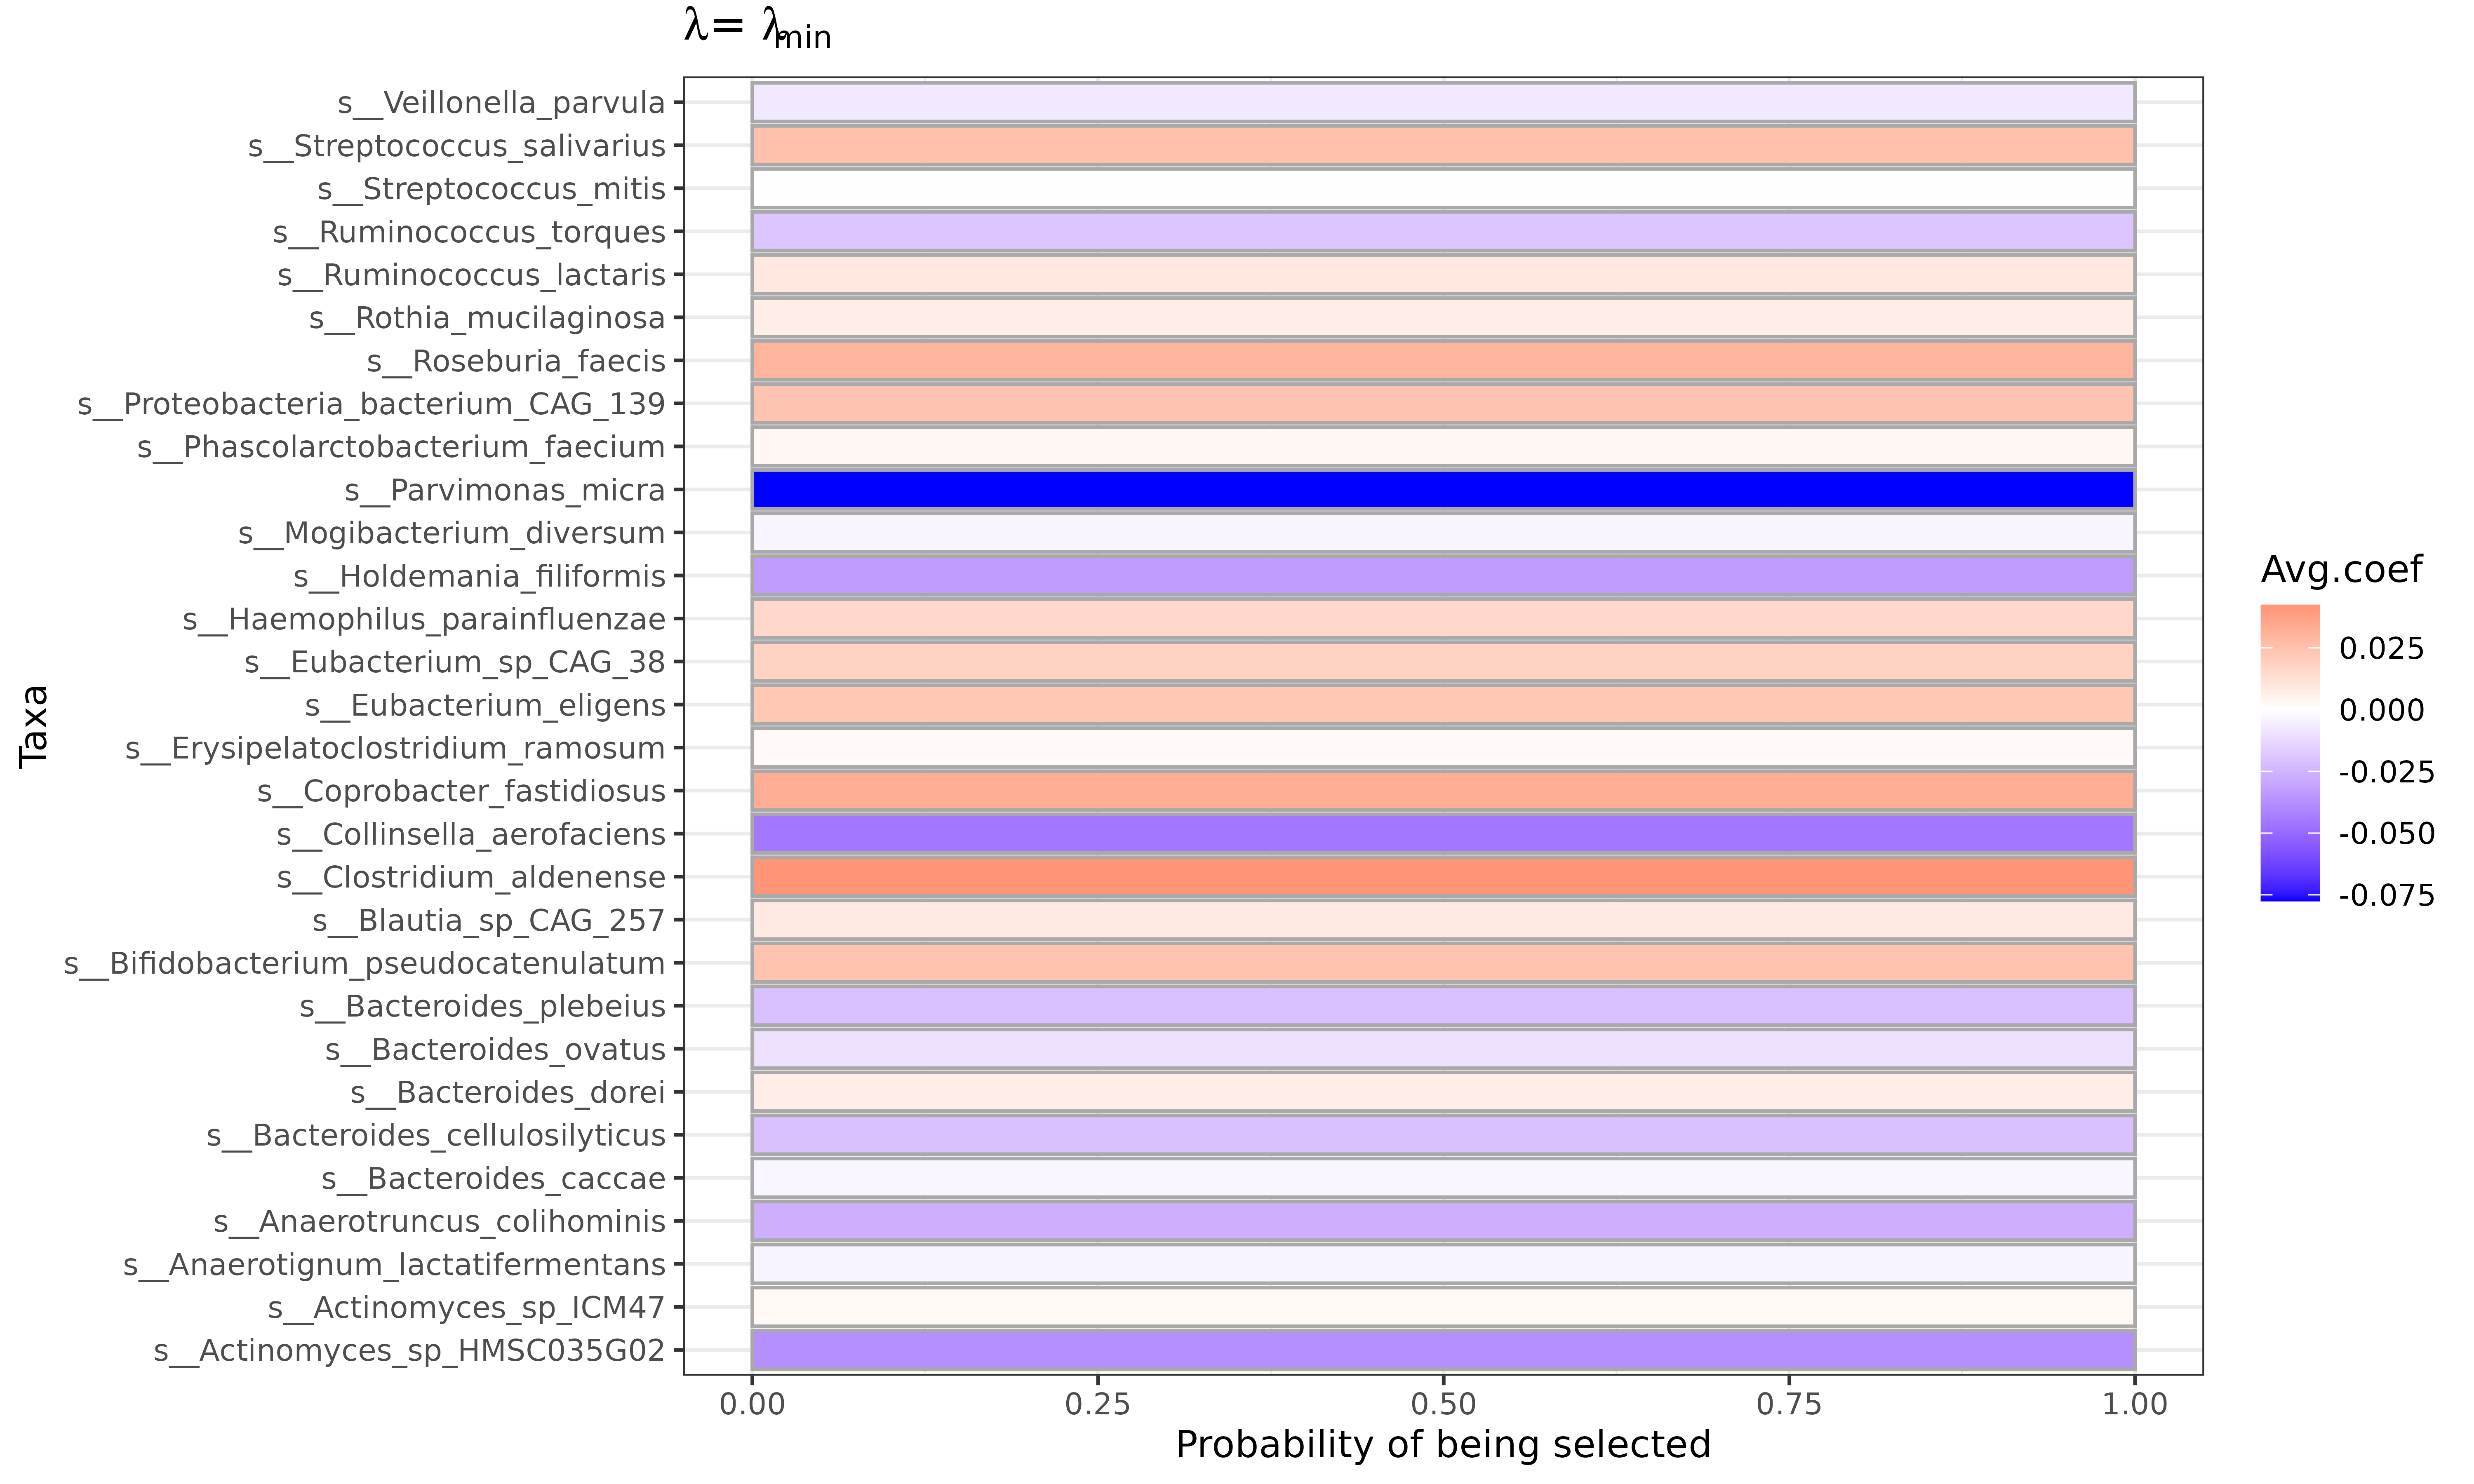 λ= λmin
s__Veillonella_parvula
s__Streptococcus_salivarius
s__Streptococcus_mitis
s__Ruminococcus_torques
s__Ruminococcus_lactaris
s__Rothia_mucilaginosa
s__Roseburia_faecis
s__Proteobacteria_bacterium_CAG_139
s__Phascolarctobacterium_faecium
s__Parvimonas_micra
s__Mogibacterium_diversum
s__Holdemania_filiformis
s__Haemophilus_parainfluenzae
s__Eubacterium_sp_CAG_38
s__Eubacterium_eligens
s__Erysipelatoclostridium_ramosum
s__Coprobacter_fastidiosus
s__Collinsella_aerofaciens
s__Clostridium_aldenense
s__Blautia_sp_CAG_257
s__Bifidobacterium_pseudocatenulatum
s__Bacteroides_plebeius
s__Bacteroides_ovatus
s__Bacteroides_dorei
s__Bacteroides_cellulosilyticus
s__Bacteroides_caccae
s__Anaerotruncus_colihominis
s__Anaerotignum_lactatifermentans
s__Actinomyces_sp_ICM47
s__Actinomyces_sp_HMSC035G02
Taxa
0.00 0.25 0.50 0.75 1.00
Probability of being selected
Avg.coef
0.025
0.000
-0.025
-0.050
-0.075